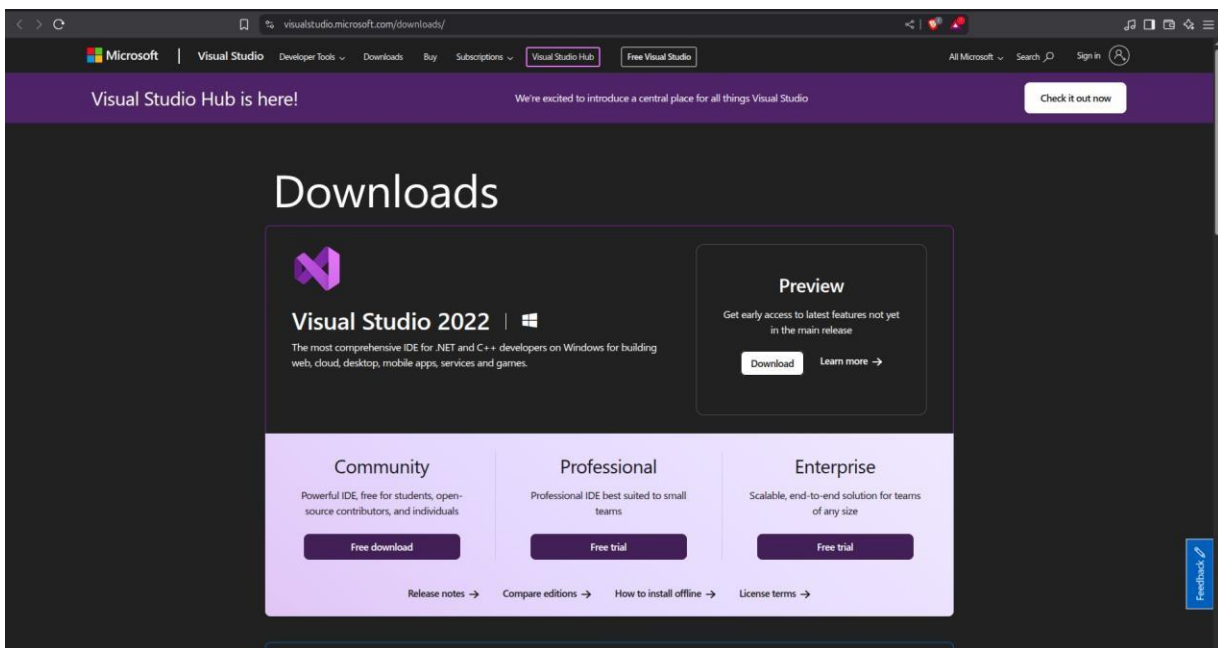 visualstudio.microsoft.com/downloads/
Microsoft Visual Studio Developer Tools Downloads Buy Subscriptions Visual Studio Hub Free Visual Studio All Microsoft Search Sign in
Visual Studio Hub is here! We're excited to introduce a central place for all things Visual Studio Check it out now
Downloads
Visual Studio 2022
The most comprehensive IDE for .NET and C++ developers on Windows for building
web, cloud, desktop, mobile apps, services and games.
Preview
Get early access to latest features not yet
in the main release
Download Learn more →
Community
Powerful IDE, free for students, open-
source contributors, and individuals
Free download
Professional
Professional IDE best suited to small
teams
Free trial
Enterprise
Scalable, end-to-end solution for teams
of any size
Free trial
Release notes → Compare editions → How to install offline → License terms →
Feedback